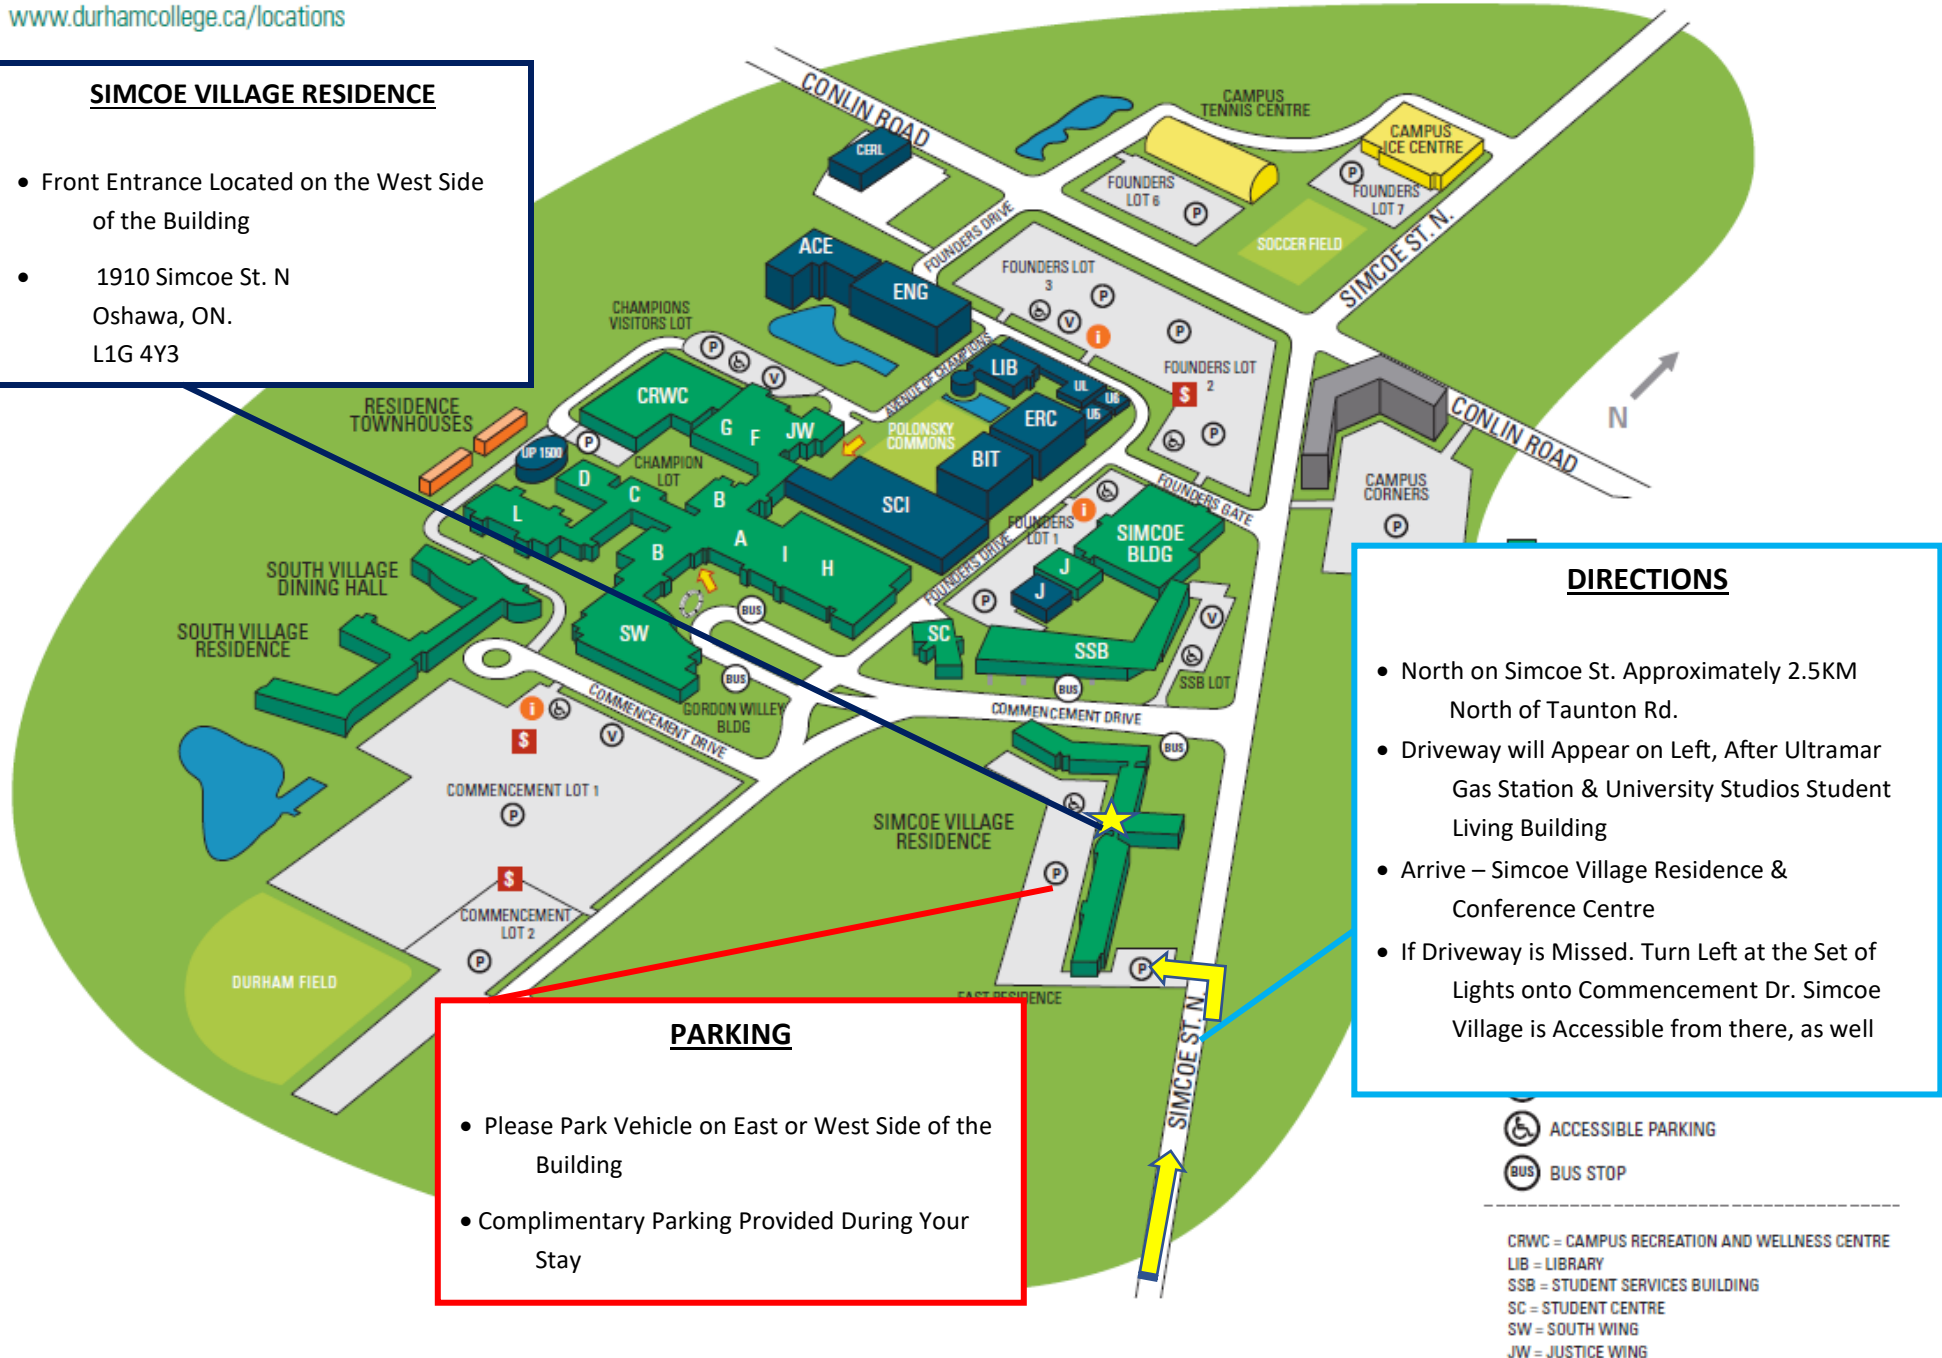 www.durhamcollege.ca/locations
SIMCOE VILLAGE RESIDENCE
• Front Entrance Located on the West Side
of the Building
• 1910 Simcoe St. N
Oshawa, ON.
L1G 4Y3
CONLIN ROAD
CERL
CAMPUS
TENNIS CENTRE
CAMPUS
ICE CENTRE
FOUNDERS
LOT 6
P
P
FOUNDERS
LOT 7
SOCCER FIELD
SIMCOE ST. N.
FOUNDERS DRIVE
ACE
ENG
FOUNDERS LOT
3
P
V
i
P
FOUNDERS LOT
2
$
P
CHAMPIONS
VISITORS LOT
P
V
AVENUE OF CHAMPIONS
LIB
UL
U6
U5
ERC
BIT
POLONSKY
COMMONS
SCI
CRWC
G
F
JW
RESIDENCE
TOWNHOUSES
UP 1500
P
CHAMPION
LOT
D
C
B
L
B
A
I
H
N
CONLIN ROAD
CAMPUS
CORNERS
P
FOUNDERS GATE
FOUNDERS
LOT 1
i
SIMCOE
BLDG
J
J
P
FOUNDERS DRIVE
SOUTH VILLAGE
DINING HALL
SOUTH VILLAGE
RESIDENCE
SW
BUS
BUS
SC
SSB
V
SSB LOT
BUS
GORDON WILLEY
BLDG
COMMENCEMENT DRIVE
COMMENCEMENT DRIVE
BUS
i
$
V
COMMENCEMENT LOT 1
P
$
COMMENCEMENT
LOT 2
P
DURHAM FIELD
SIMCOE VILLAGE
RESIDENCE
P
P
EAST RESIDENCE
SIMCOE ST. N.
DIRECTIONS
• North on Simcoe St. Approximately 2.5KM
North of Taunton Rd.
• Driveway will Appear on Left, After Ultramar
Gas Station & University Studios Student
Living Building
• Arrive – Simcoe Village Residence &
Conference Centre
• If Driveway is Missed. Turn Left at the Set of
Lights onto Commencement Dr. Simcoe
Village is Accessible from there, as well
PARKING
• Please Park Vehicle on East or West Side of the
Building
• Complimentary Parking Provided During Your
Stay
ACCESSIBLE PARKING
BUS BUS STOP
CRWC = CAMPUS RECREATION AND WELLNESS CENTRE
LIB = LIBRARY
SSB = STUDENT SERVICES BUILDING
SC = STUDENT CENTRE
SW = SOUTH WING
JW = JUSTICE WING